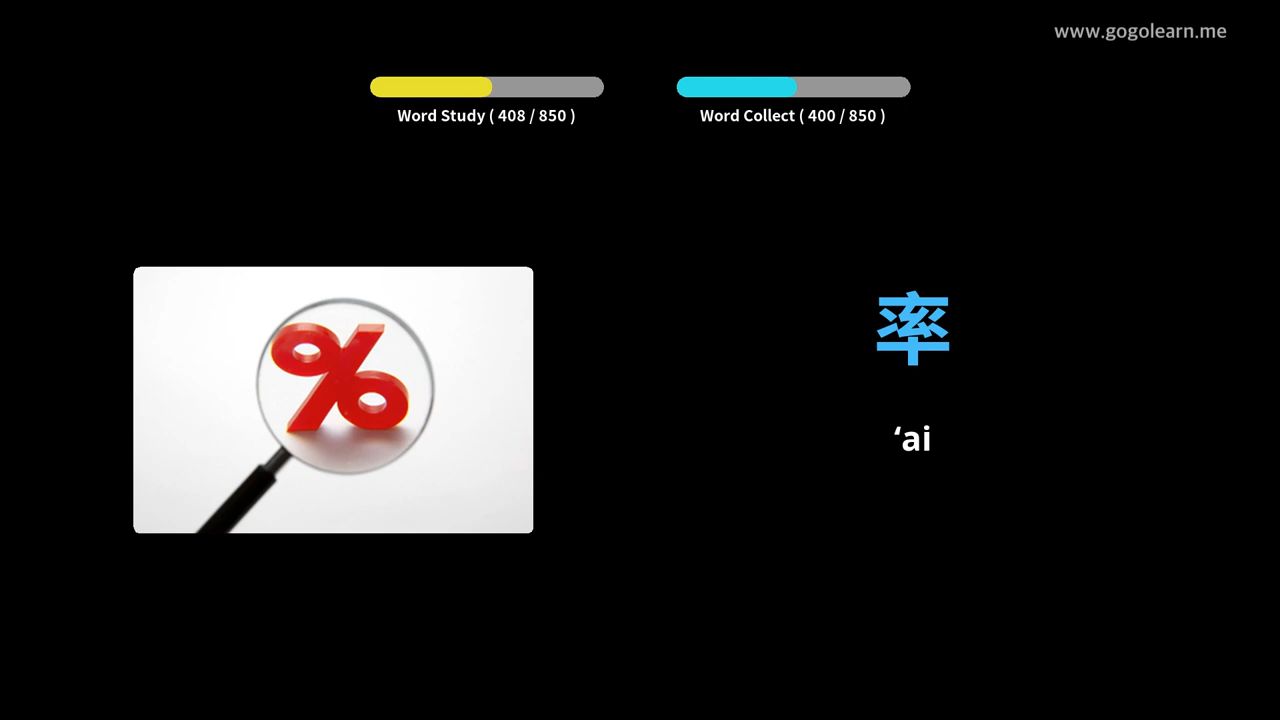 www.gogolearn.me
Word Study ( 408 / 850 )
Word Collect ( 400 / 850 )
%
率
‘ai